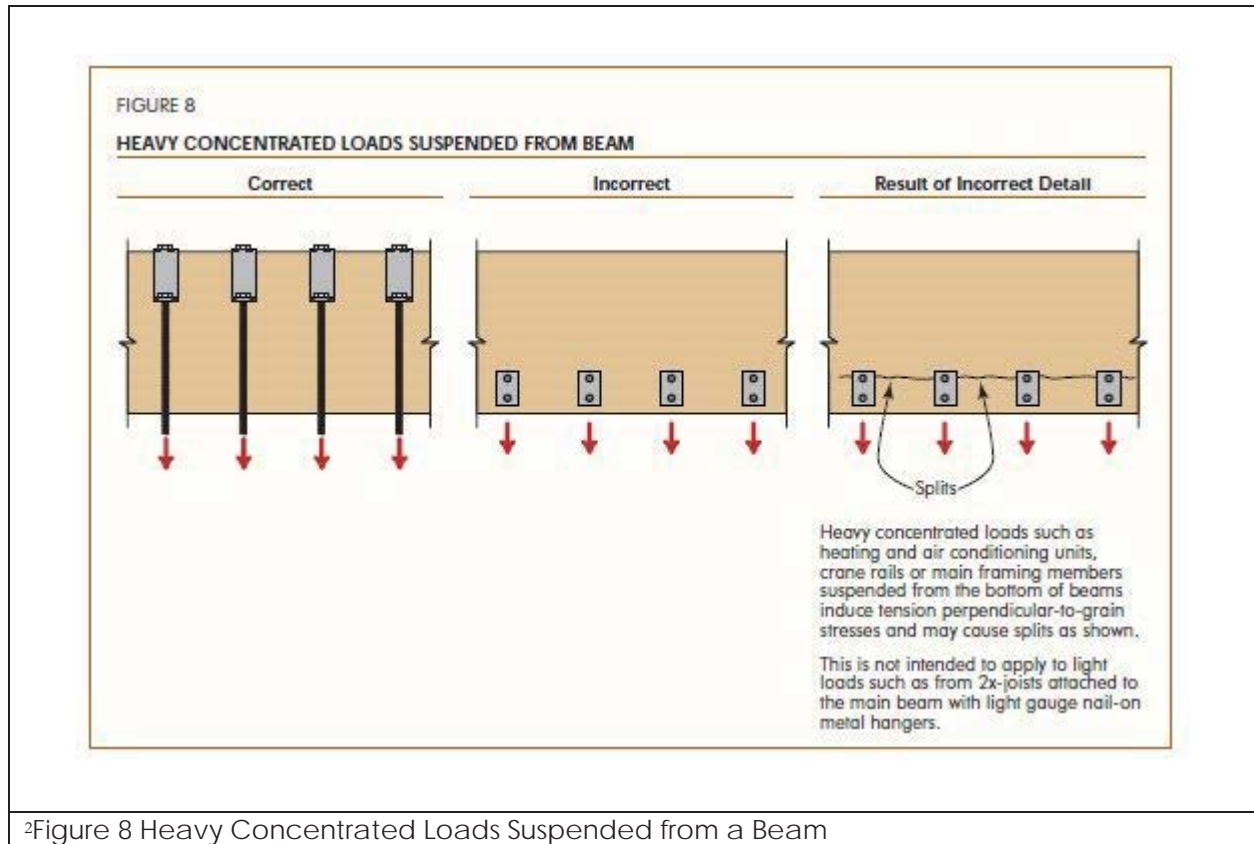 FIGURE 8
HEAVY CONCENTRATED LOADS SUSPENDED FROM BEAM
Correct
Incorrect
Result of Incorrect Detail
Splits
Heavy concentrated loads such as
heating and air conditioning units,
crane rails or main framing members
suspended from the bottom of beams
induce tension perpendicular-to-grain
stresses and may cause splits as shown.
This is not intended to apply to light
loads such as from 2x-joists attached to
the main beam with light gauge nail-on
metal hangers.
²Figure 8 Heavy Concentrated Loads Suspended from a Beam